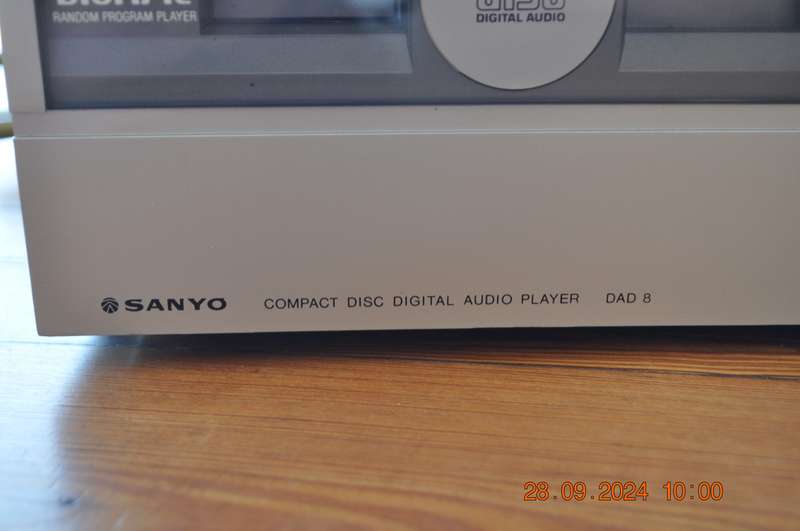 RANDOM PROGRAM PLAYER
DIGITAL AUDIO
SANYO COMPACT DISC DIGITAL AUDIO PLAYER DAD 8
28.09.2024 10:00